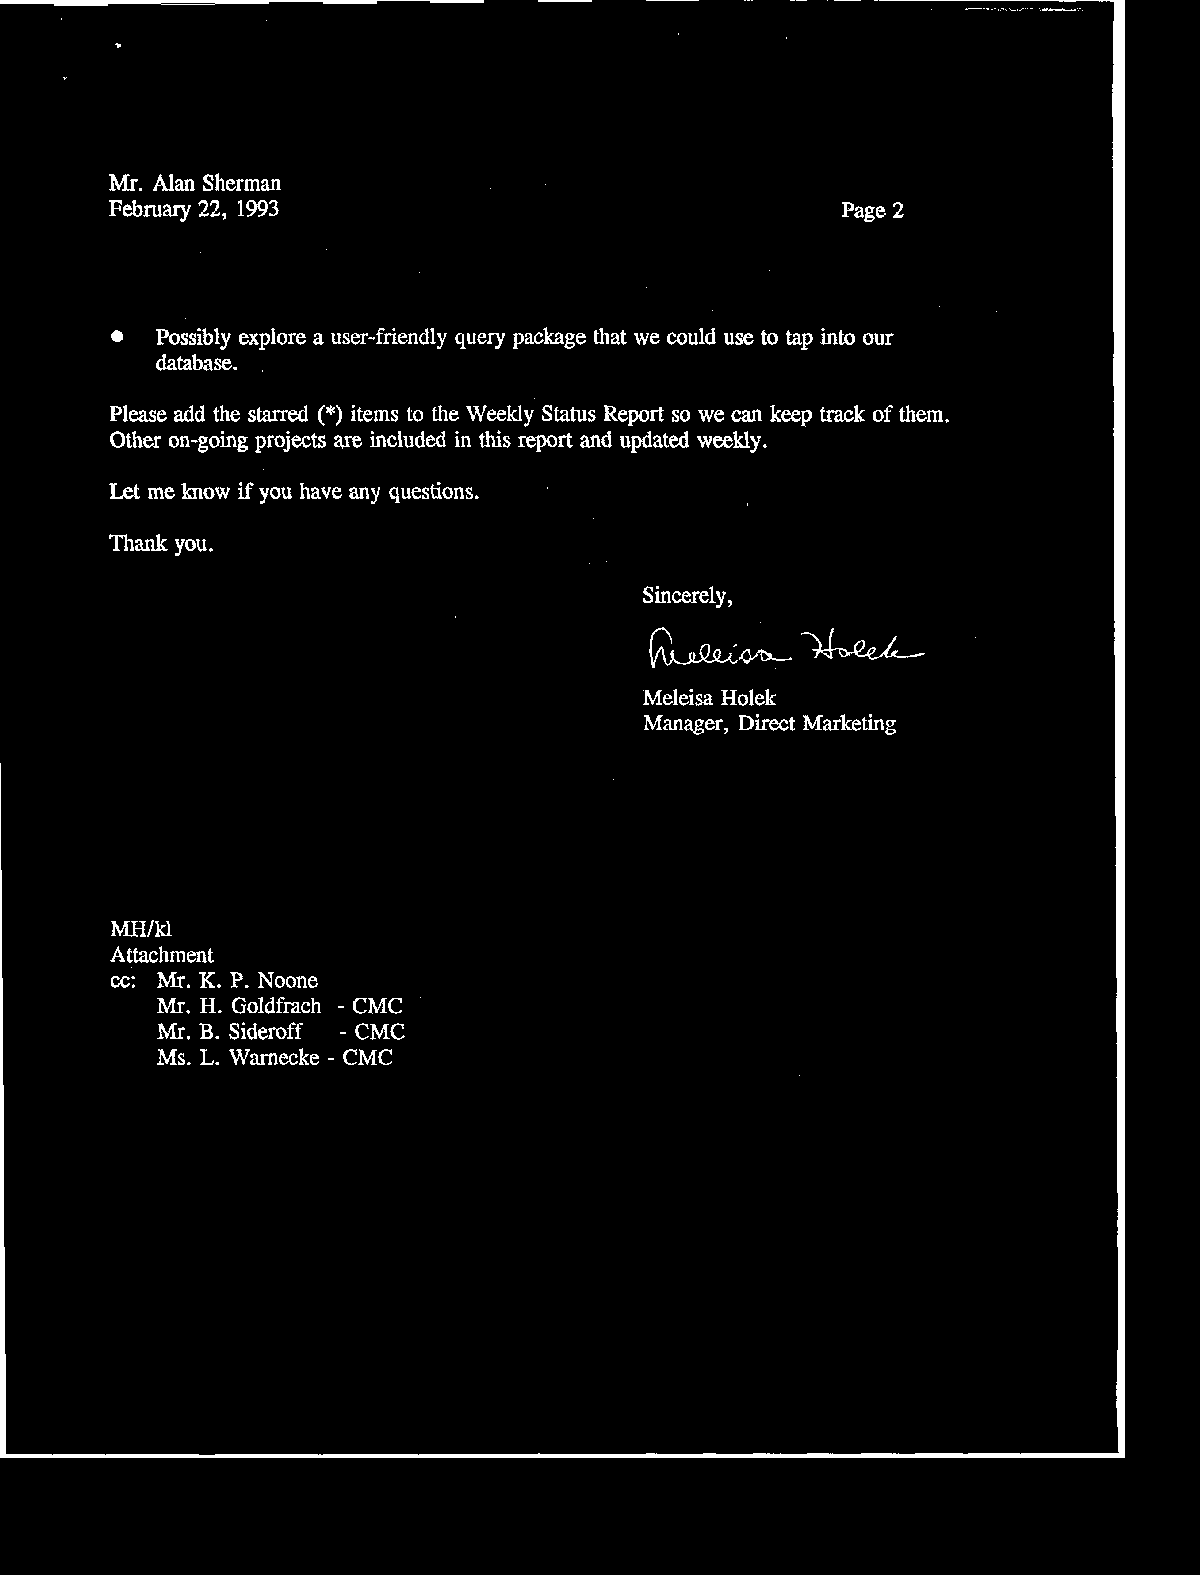 Mr. Alan Sherman
February 22, 1993
Page 2
● Possibly explore a user-friendly query package that we could use to tap into our
database.
Please add the starred (*) items to the Weekly Status Report so we can keep track of them.
Other on-going projects are included in this report and updated weekly.
Let me know if you have any questions.
Thank you.
Sincerely,
Meleisa Holek
Meleisa Holek
Manager, Direct Marketing
MH/kl
Attachment
cc: Mr. K. P. Noone
Mr. H. Goldfrach - CMC
Mr. B. Sideroff - CMC
Ms. L. Warnecke - CMC